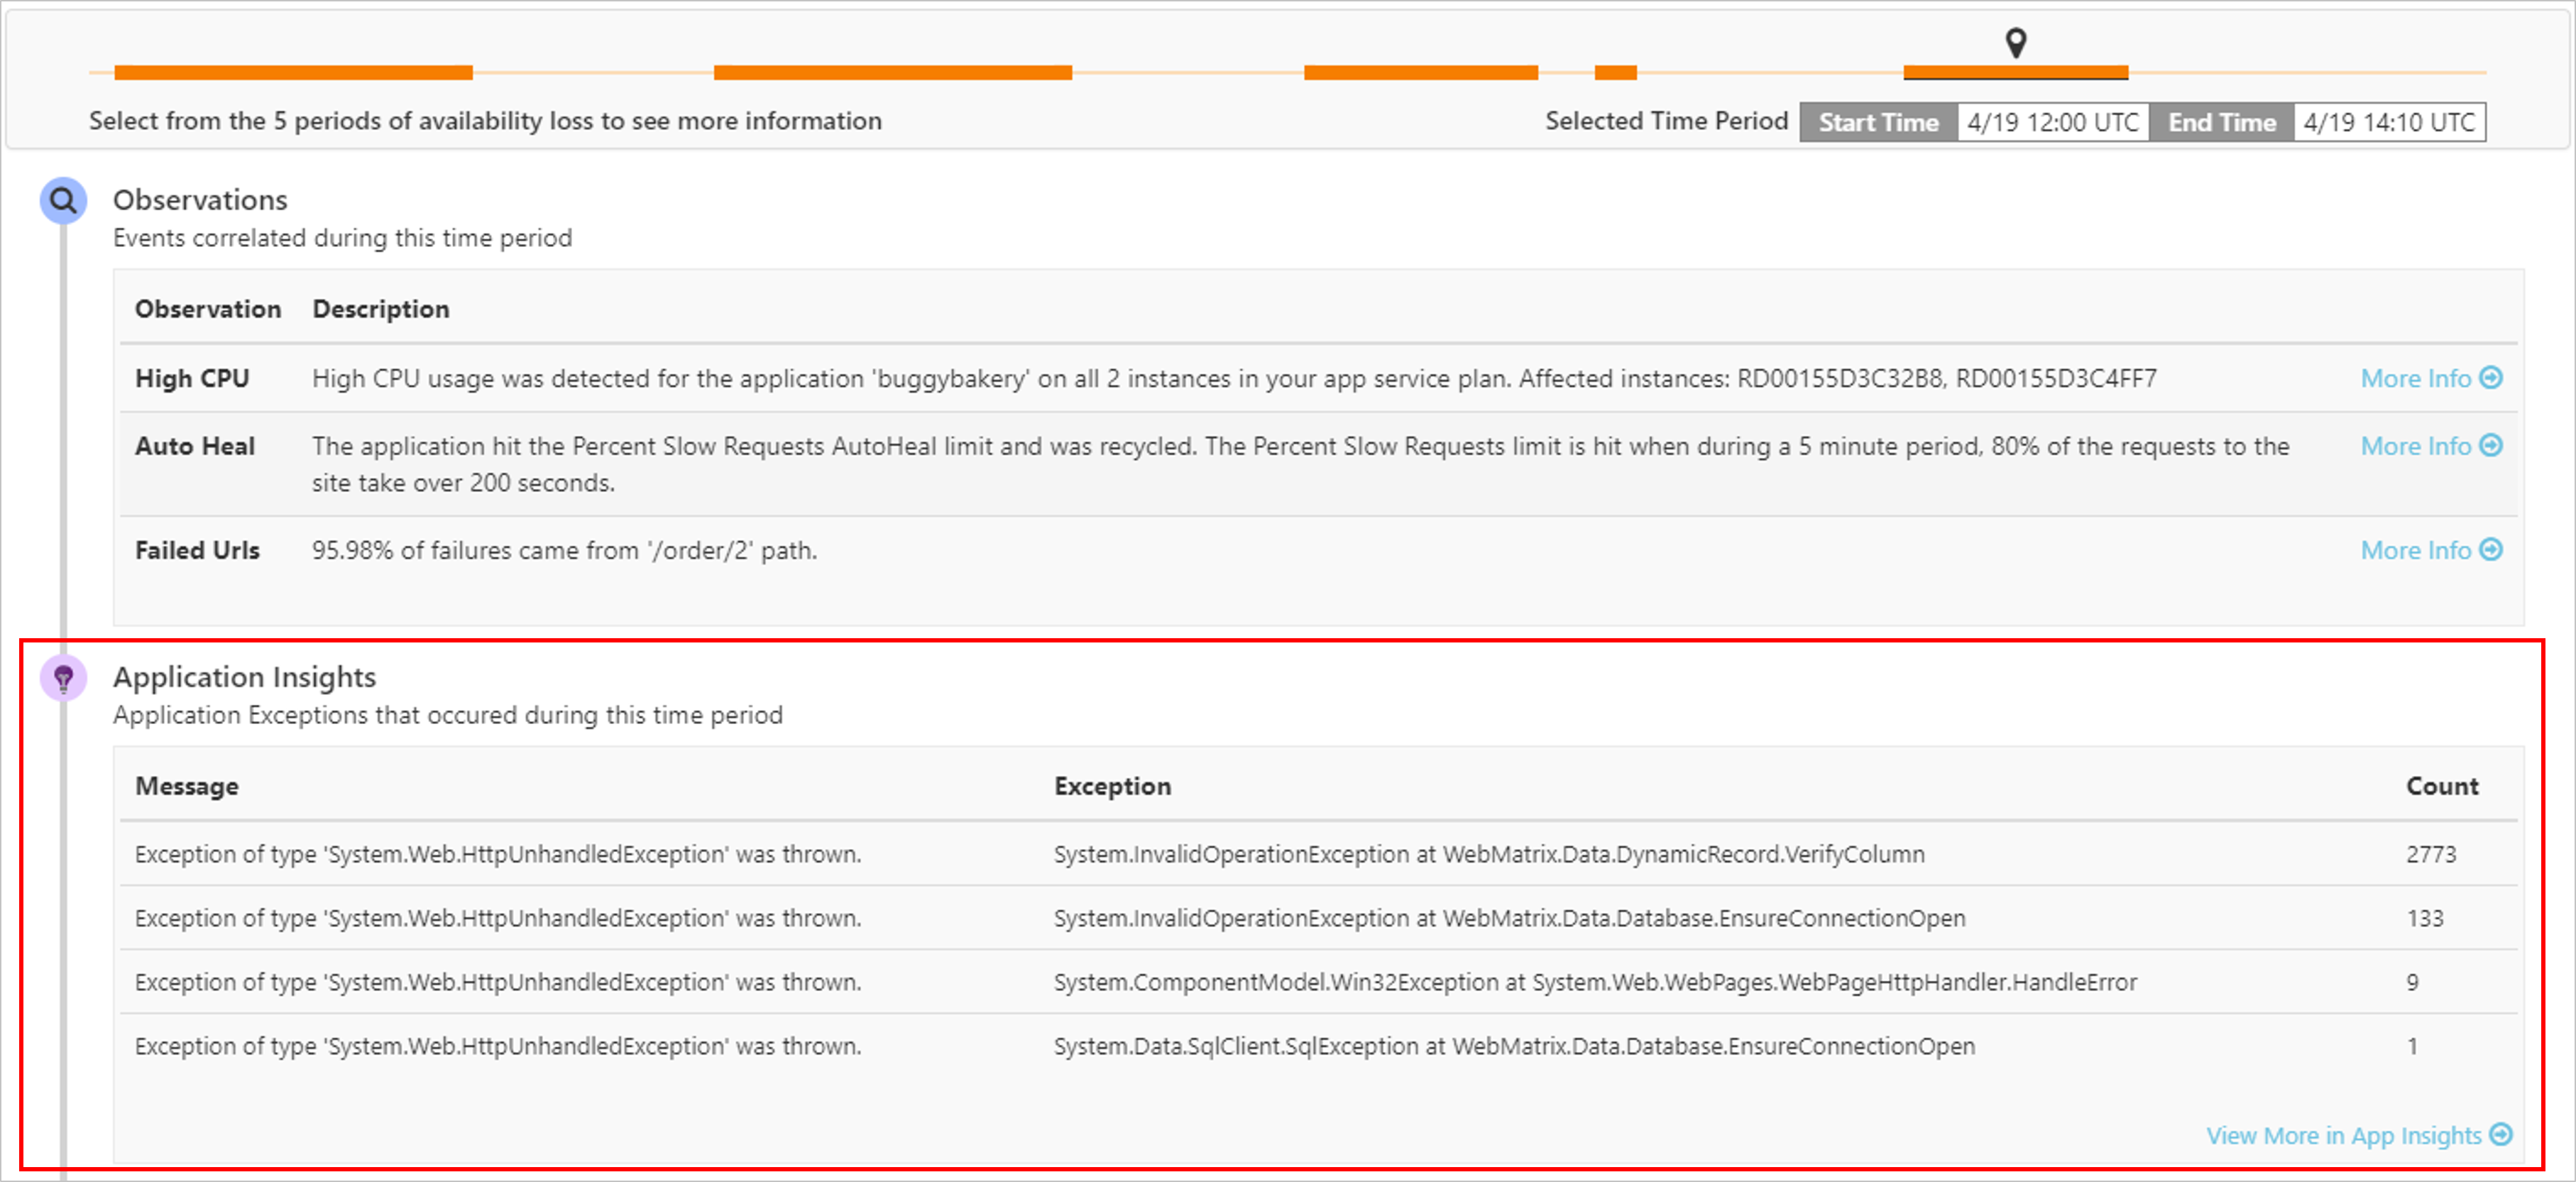 Select from the 5 periods of availability loss to see more information
Selected Time Period Start Time 4/19 12:00 UTC End Time 4/19 14:10 UTC
Observations
Events correlated during this time period
Observation Description
High CPU High CPU usage was detected for the application 'buggybakery' on all 2 instances in your app service plan. Affected instances: RD00155D3C32B8, RD00155D3C4FF7 More Info
Auto Heal The application hit the Percent Slow Requests AutoHeal limit and was recycled. The Percent Slow Requests limit is hit when during a 5 minute period, 80% of the requests to the More Info
site take over 200 seconds.
Failed Urls 95.98% of failures came from '/order/2' path. More Info
Application Insights
Application Exceptions that occured during this time period
Message Exception Count
Exception of type 'System.Web.HttpUnhandledException' was thrown. System.InvalidOperationException at WebMatrix.Data.DynamicRecord.VerifyColumn 2773
Exception of type 'System.Web.HttpUnhandledException' was thrown. System.InvalidOperationException at WebMatrix.Data.Database.EnsureConnectionOpen 133
Exception of type 'System.Web.HttpUnhandledException' was thrown. System.ComponentModel.Win32Exception at System.Web.WebPages.WebPageHttpHandler.HandleError 9
Exception of type 'System.Web.HttpUnhandledException' was thrown. System.Data.SqlClient.SqlException at WebMatrix.Data.Database.EnsureConnectionOpen 1
View More in App Insights